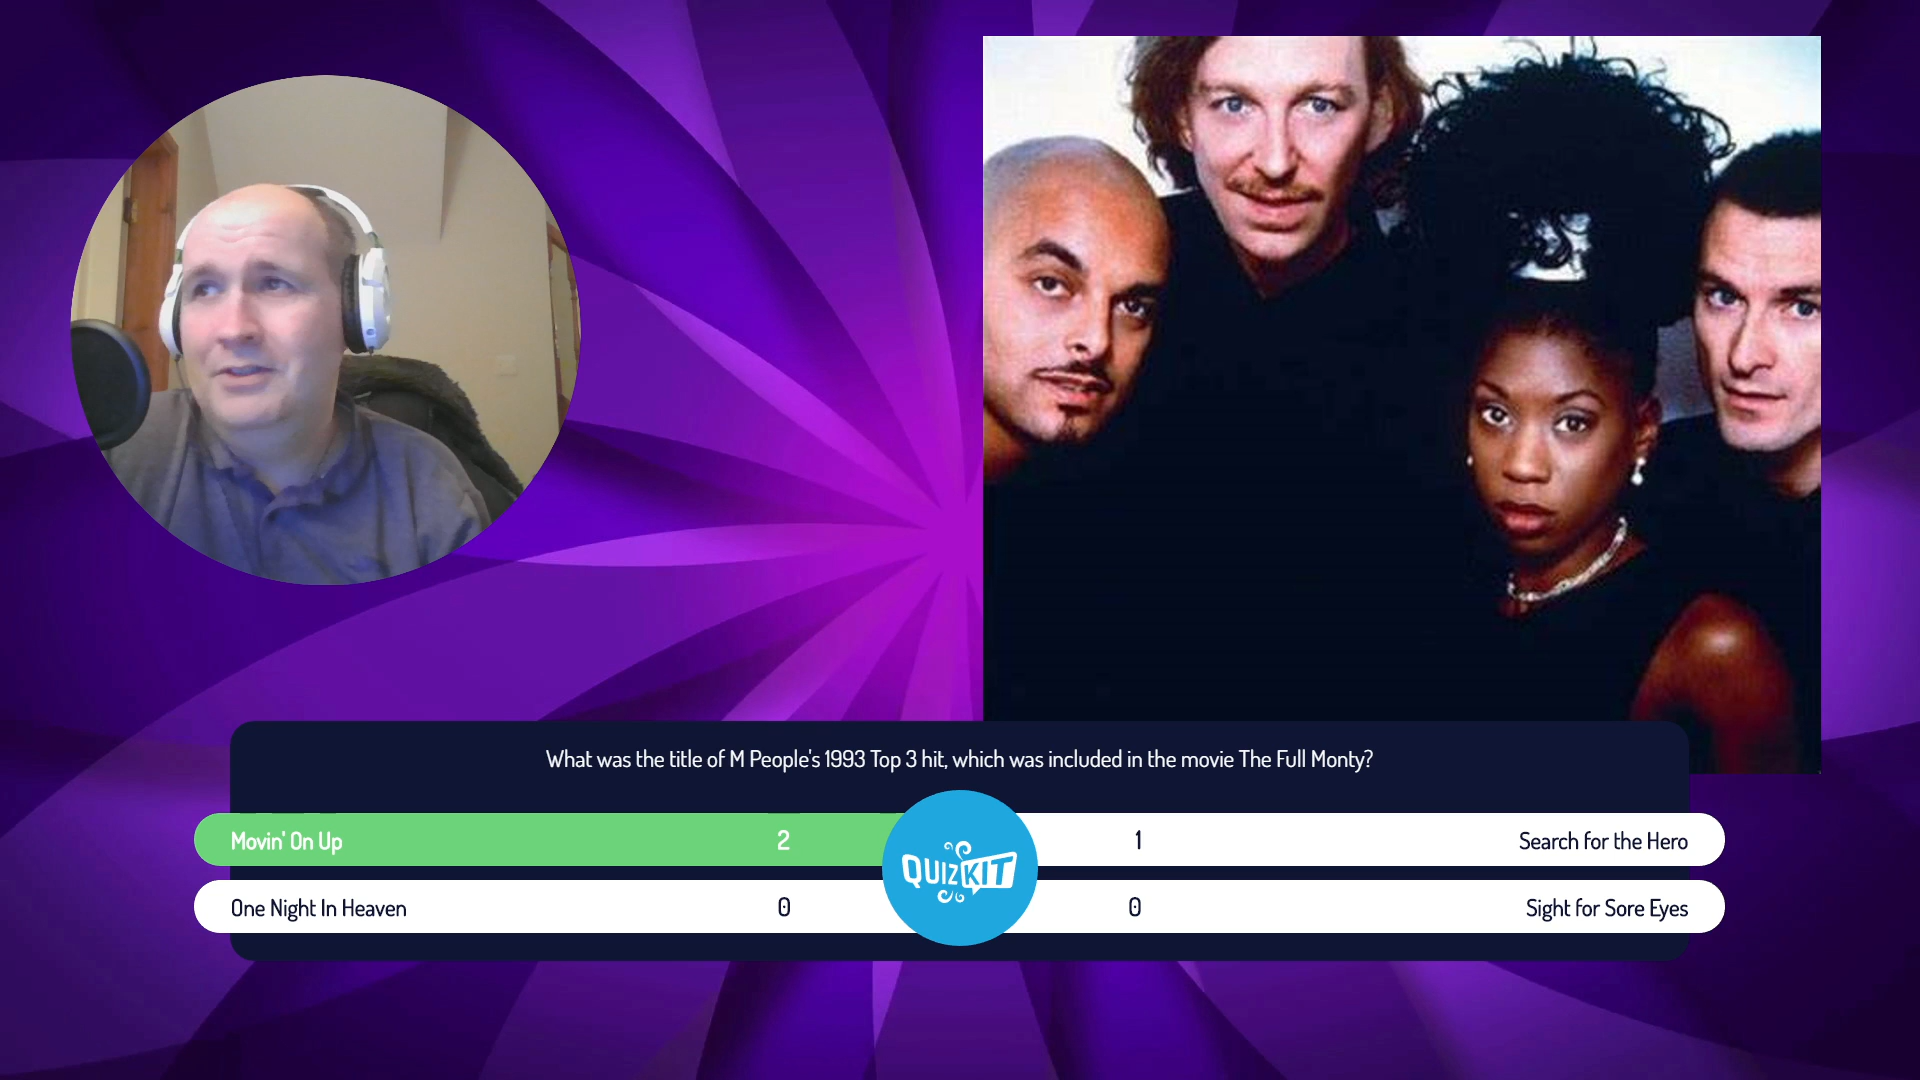 What was the title of M People's 1993 Top 3 hit, which was included in the movie The Full Monty?
Movin' On Up 2
1 Search for the Hero
QUIZKIT
One Night In Heaven 0
0 Sight for Sore Eyes